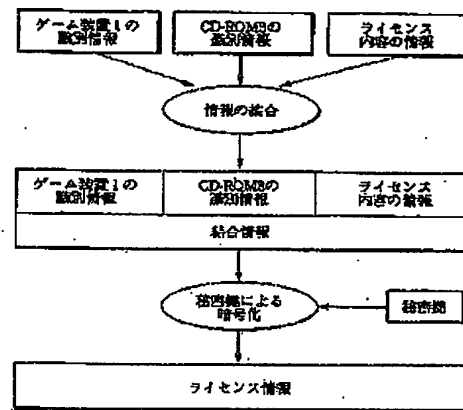 ゲーム装置1の
識別情報
CD-ROM3の
識別情報
ライセンス
内容の情報
情報の結合
ゲーム装置1の
識別情報
CD-ROM3の
識別情報
ライセンス
内容の情報
結合情報
秘密鍵による
暗号化
秘密鍵
ライセンス情報